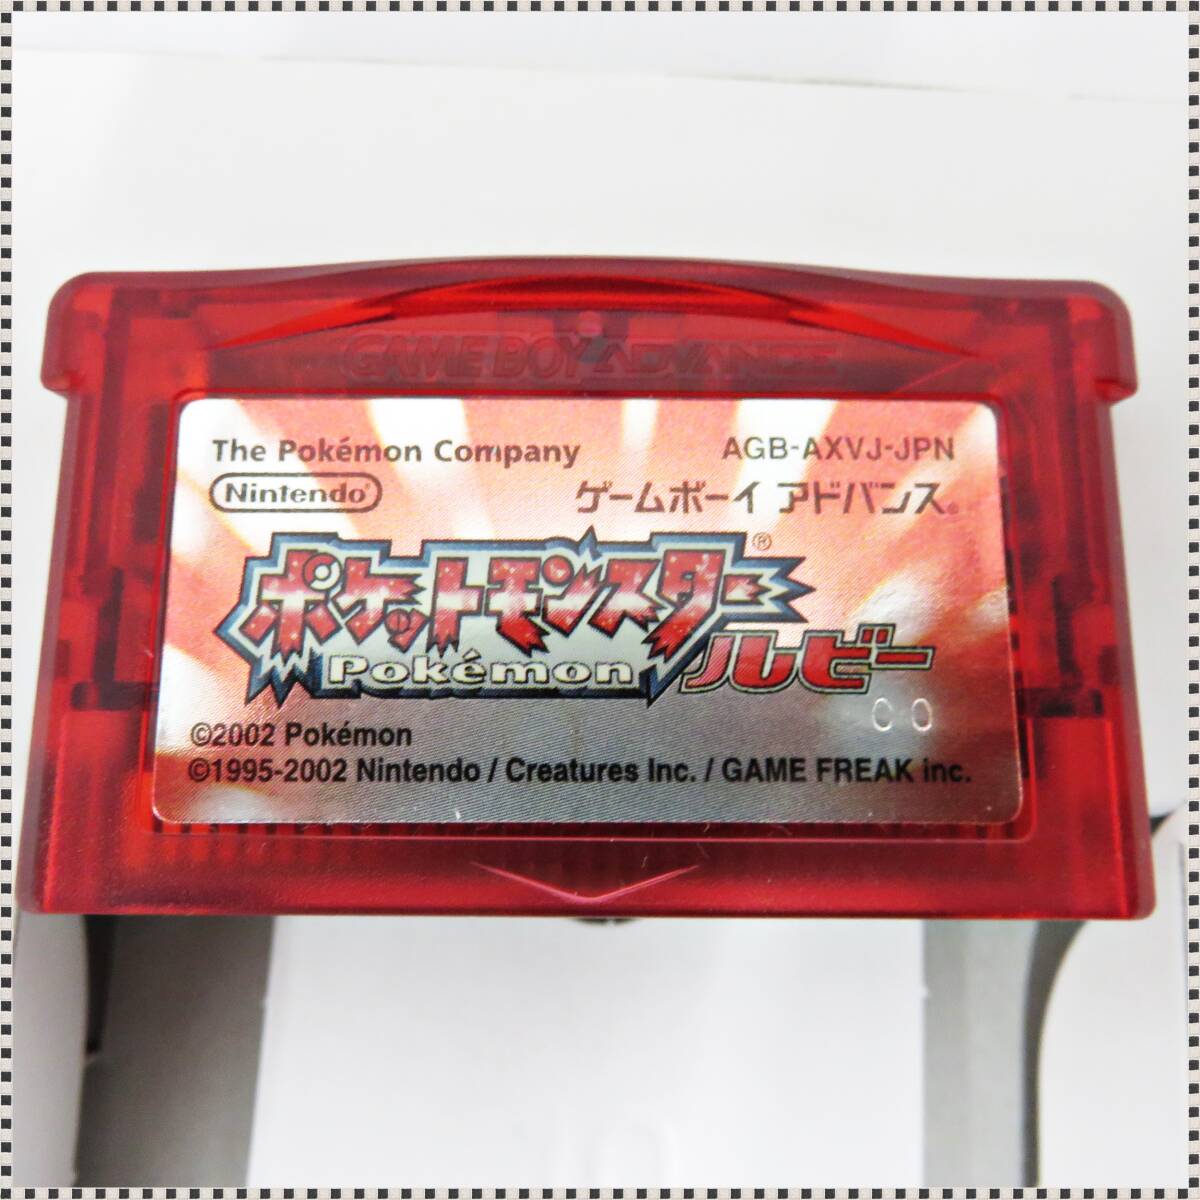 GAME BOY ADVANCE
The Pokémon Company
AGB-AXVJ-JPN
Nintendo®
ゲームボーイ アドバンス®
ポケットモンスター®
Pokémon ルビー
00
©2002 Pokémon
©1995-2002 Nintendo / Creatures Inc. / GAME FREAK inc.